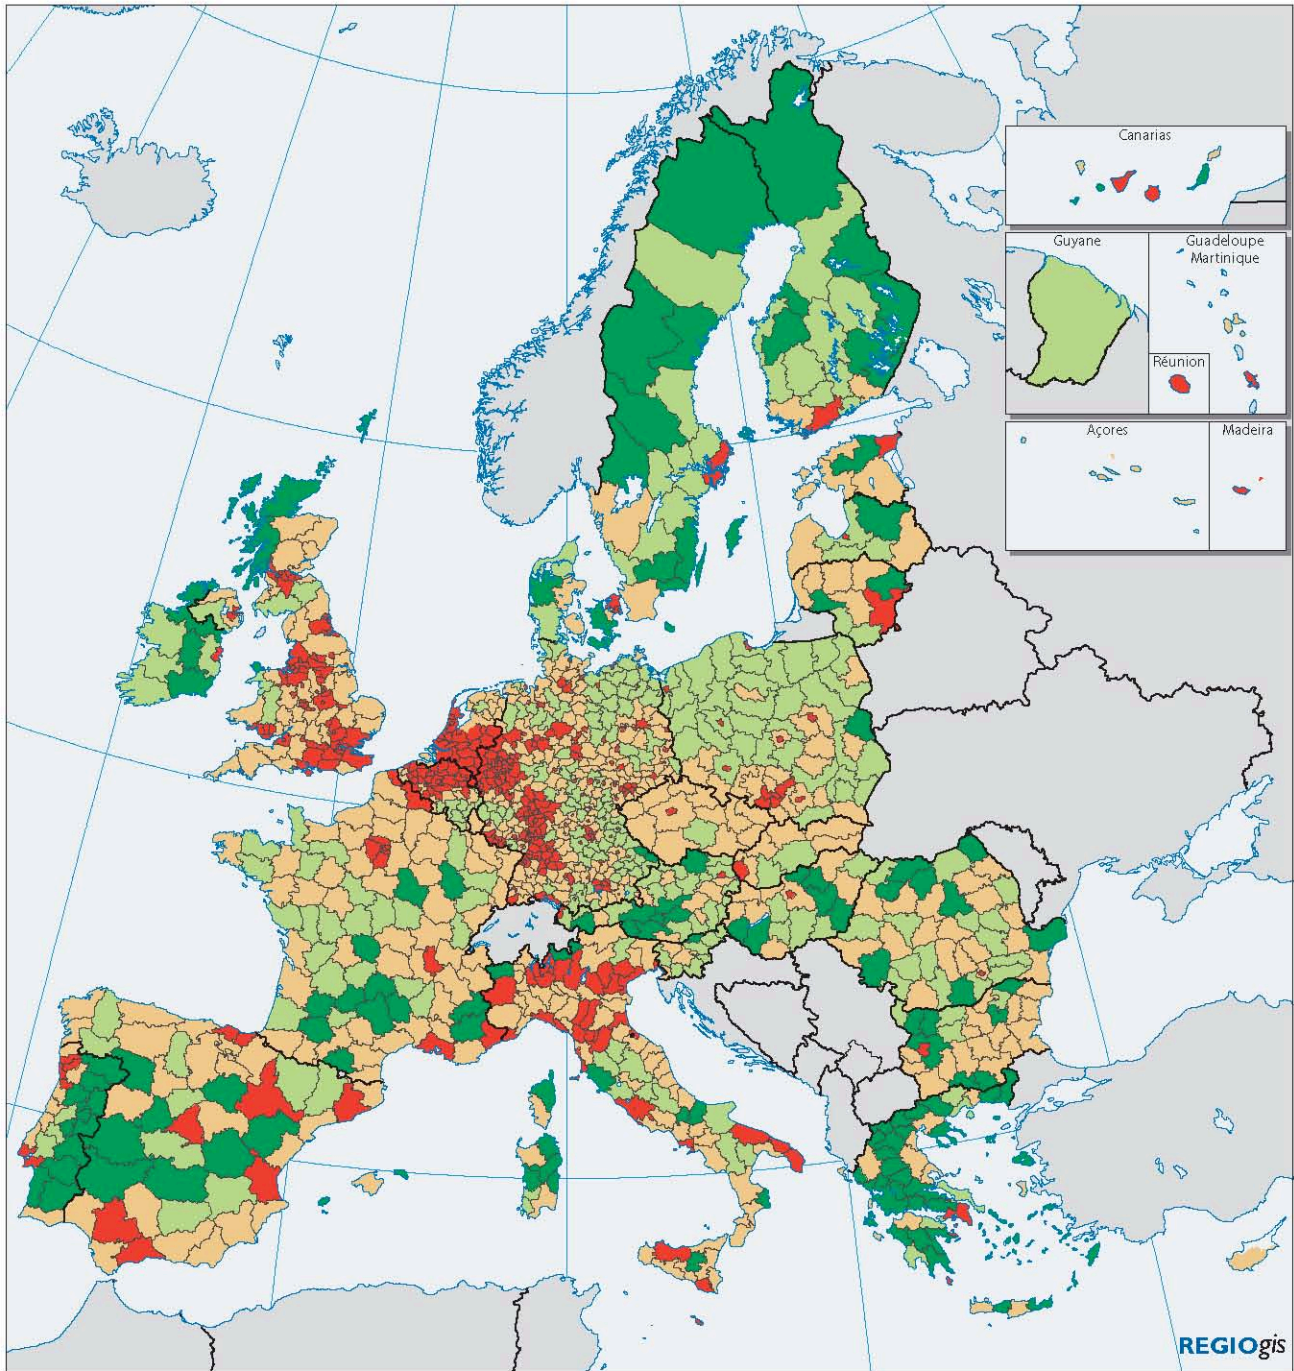 Canarias
Guyane
Guadeloupe
Martinique
Réunion
Açores
Madeira
REGIOgis